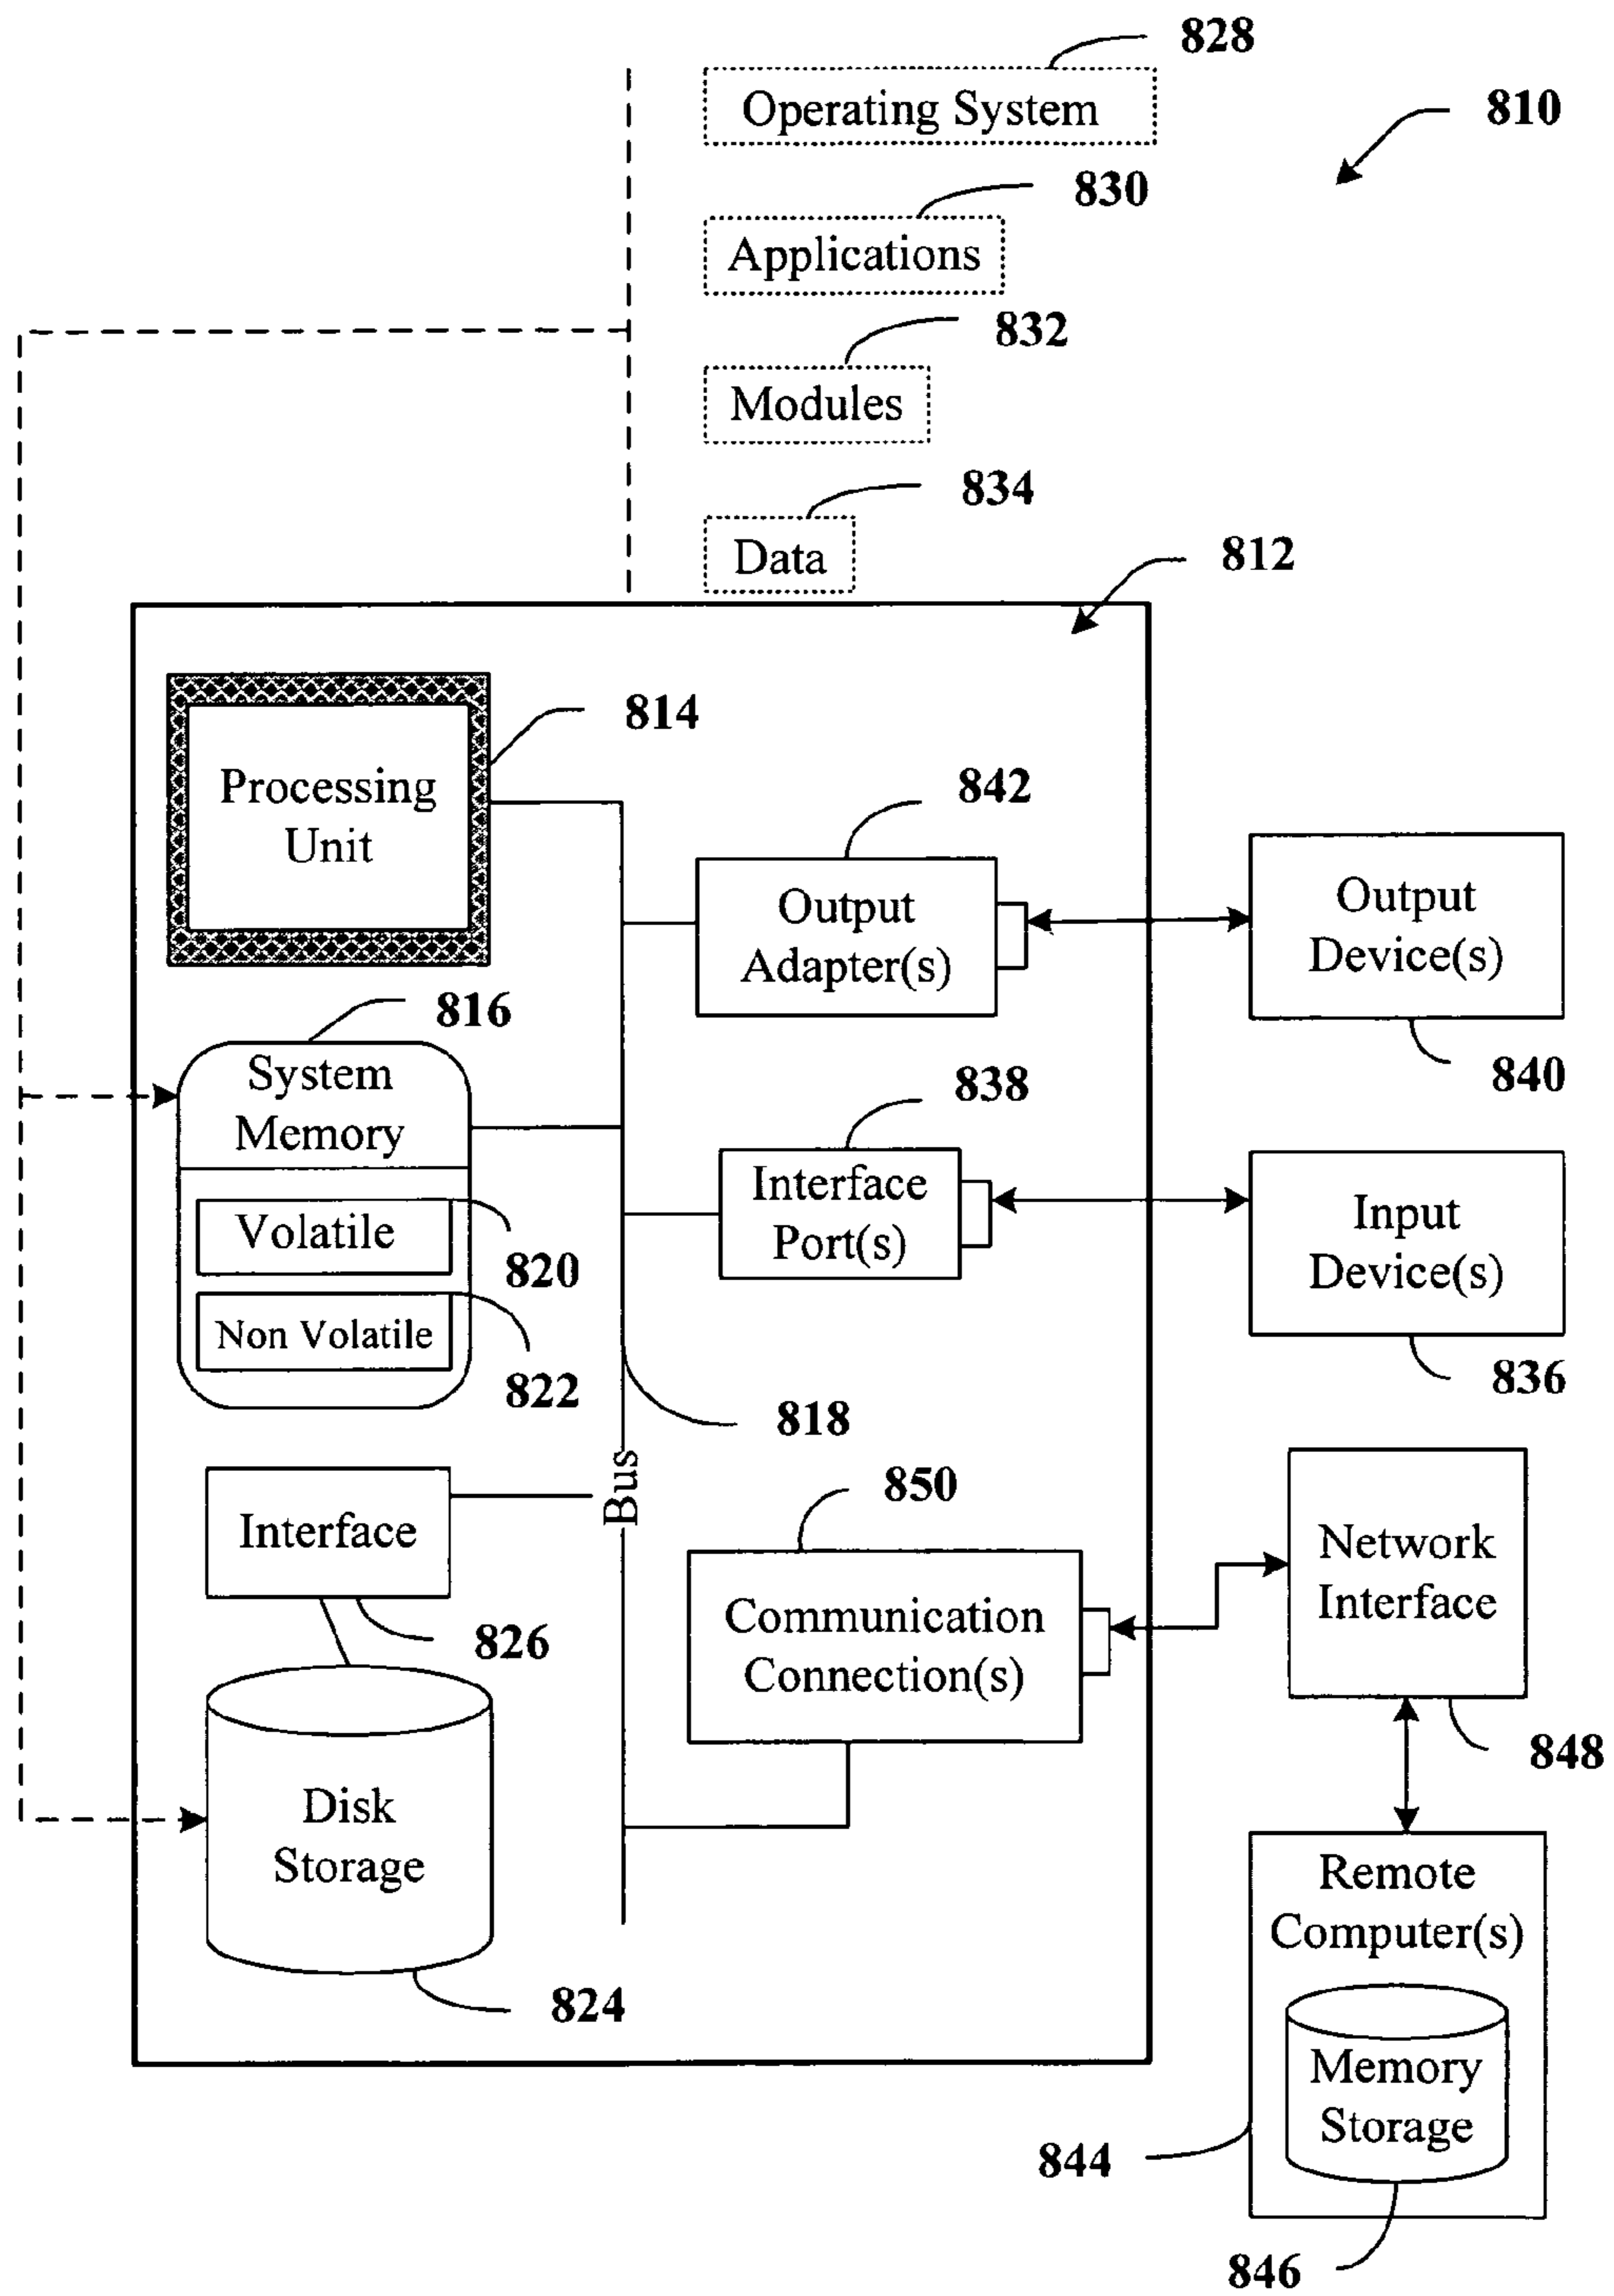 828
Operating System
810
830
Applications
832
Modules
834
Data
812
814
Processing
Unit
842
Output
Adapter(s)
Output
Device(s)
840
816
System
Memory
838
Interface
Port(s)
Input
Device(s)
836
Volatile
820
Non Volatile
822
818
Bus
850
Interface
826
Communication
Connection(s)
Network
Interface
848
Disk
Storage
824
Remote
Computer(s)
Memory
Storage
844
846